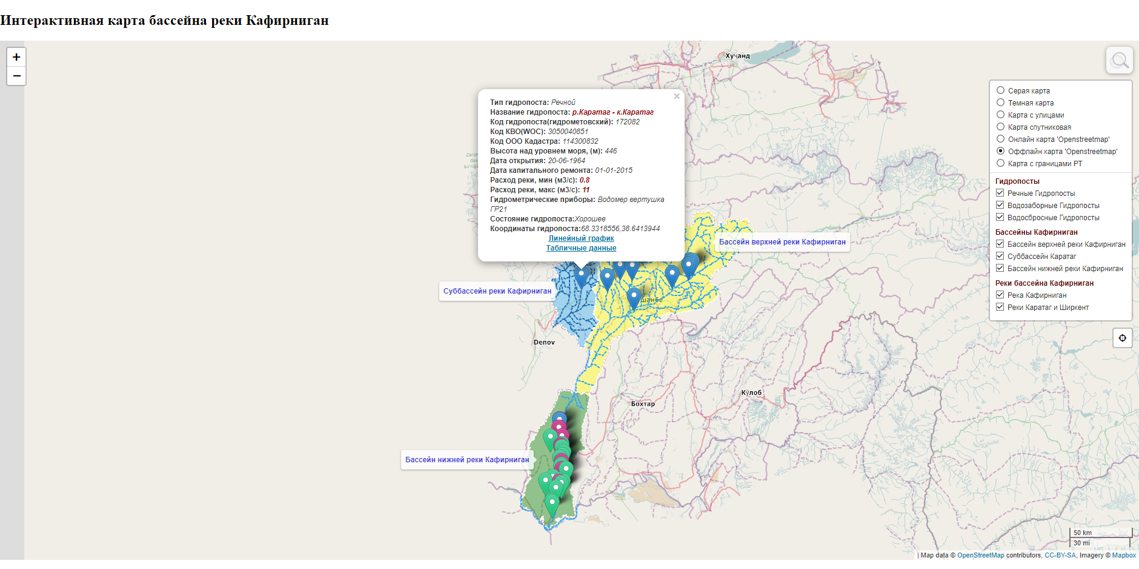 Интерактивная карта бассейна реки Кафирниган
+
−
Хучанд
×
Тип гидропоста: Речной
Название гидропоста: р.Каратаг - к.Каратаг
Код гидропоста(гидрометовский): 172082
Код КВО(WOC): 3050040651
Код ООО Кадастра: 114300832
Высота над уровнем моря, (м): 446
Дата открытия: 20-06-1964
Дата капитального ремонта: 01-01-2015
Расход реки, мин (м3/с): 0.8
Расход реки, макс (м3/с): 11
Гидрометрические приборы: Водомер вертушка
ГР21
Состояние гидропоста:Хорошее
Координаты гидропоста:68.3318556,38.6413944
Линейный график
Табличные данные
Серая карта
Темная карта
Карта с улицами
Карта спутниковая
Онлайн карта 'Openstreetmap'
Оффлайн карта 'Openstreetmap'
Карта с границами РТ
Гидропосты
Речные Гидропосты
Водозаборные Гидропосты
Водосбросные Гидропосты
Бассейны Кафирниган
Бассейн верхней реки Кафирниган
Суббассейн Каратаг
Бассейн нижней реки Кафирниган
Реки бассейна Кафирниган
Река Кафирниган
Реки Каратаг и Ширкент
Бассейн верхней реки Кафирниган
Суббассейн реки Кафирниган
Denov
Кӯлоб
Бохтар
Бассейн нижней реки Кафирниган
50 km
30 mi
| Map data © OpenStreetMap contributors, CC-BY-SA, Imagery © Mapbox